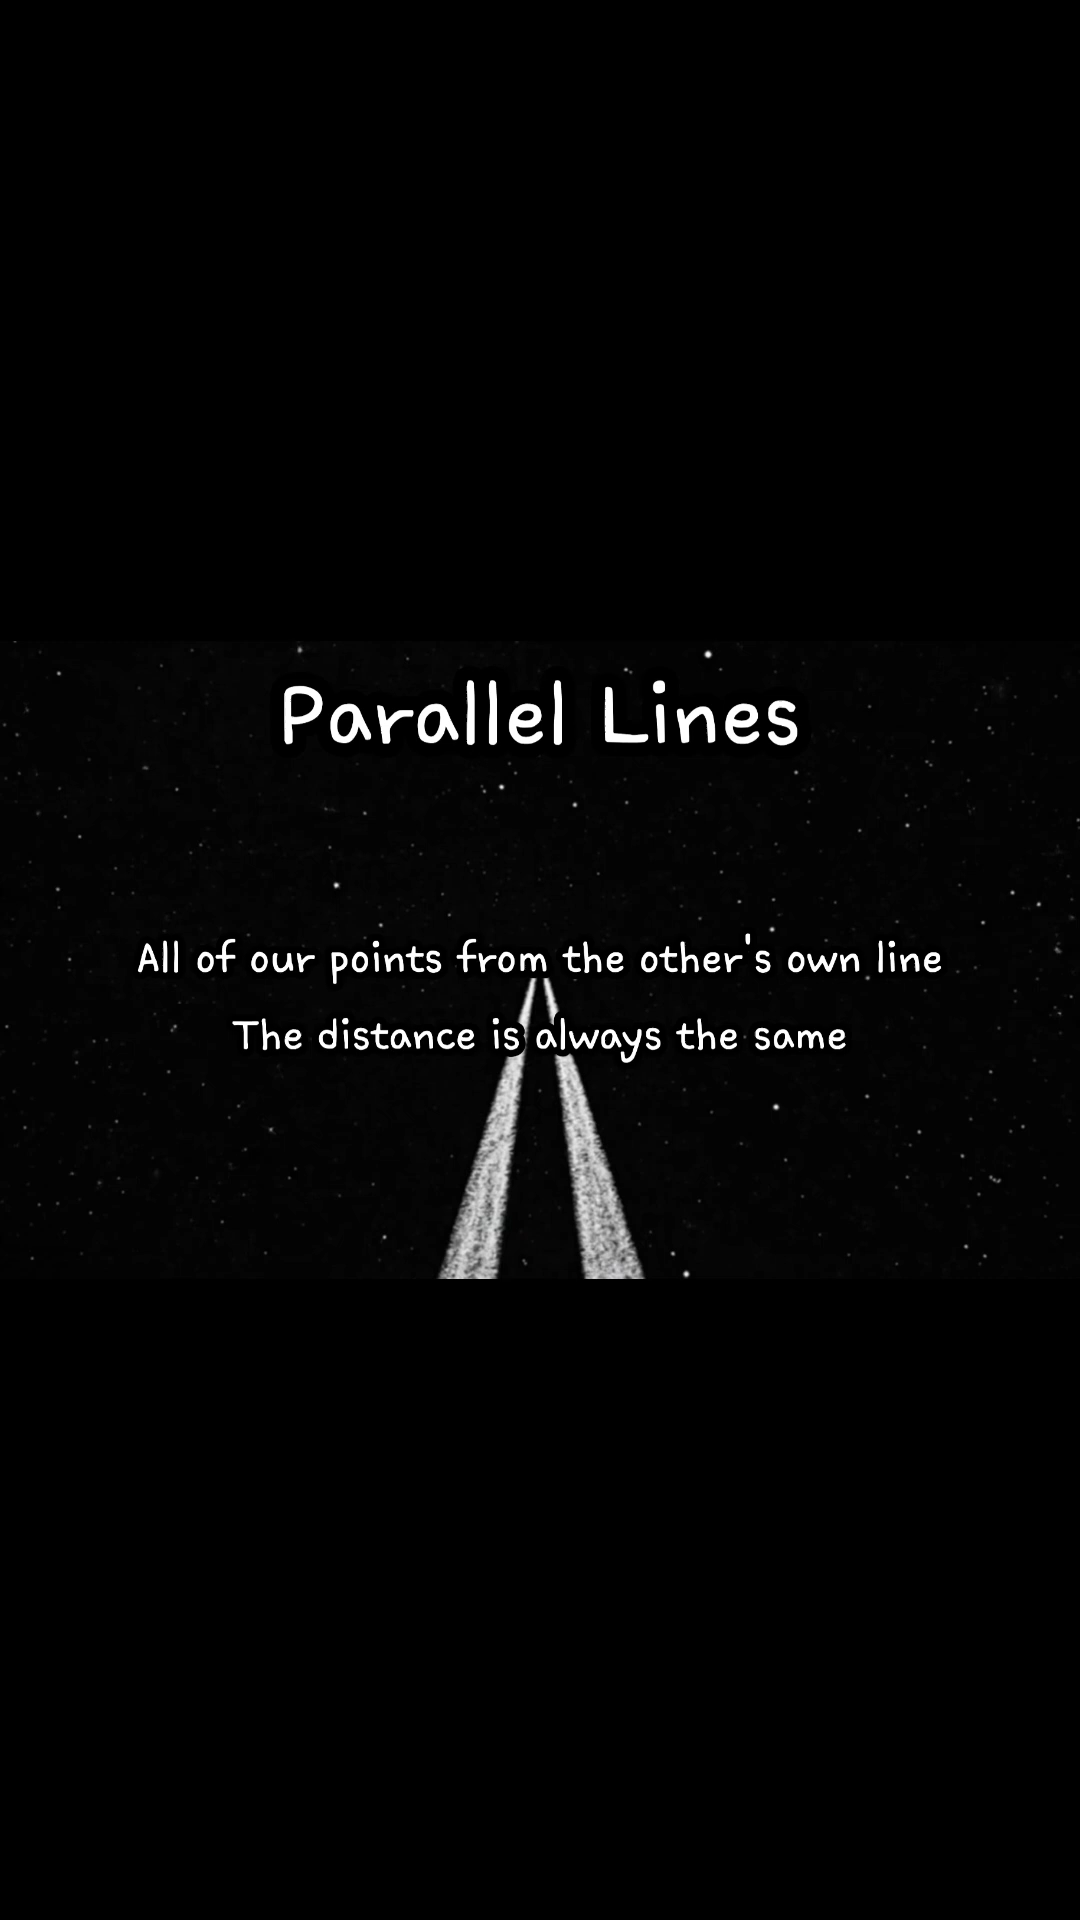 Parallel Lines
All of our points from the other's own line
The distance is always the same